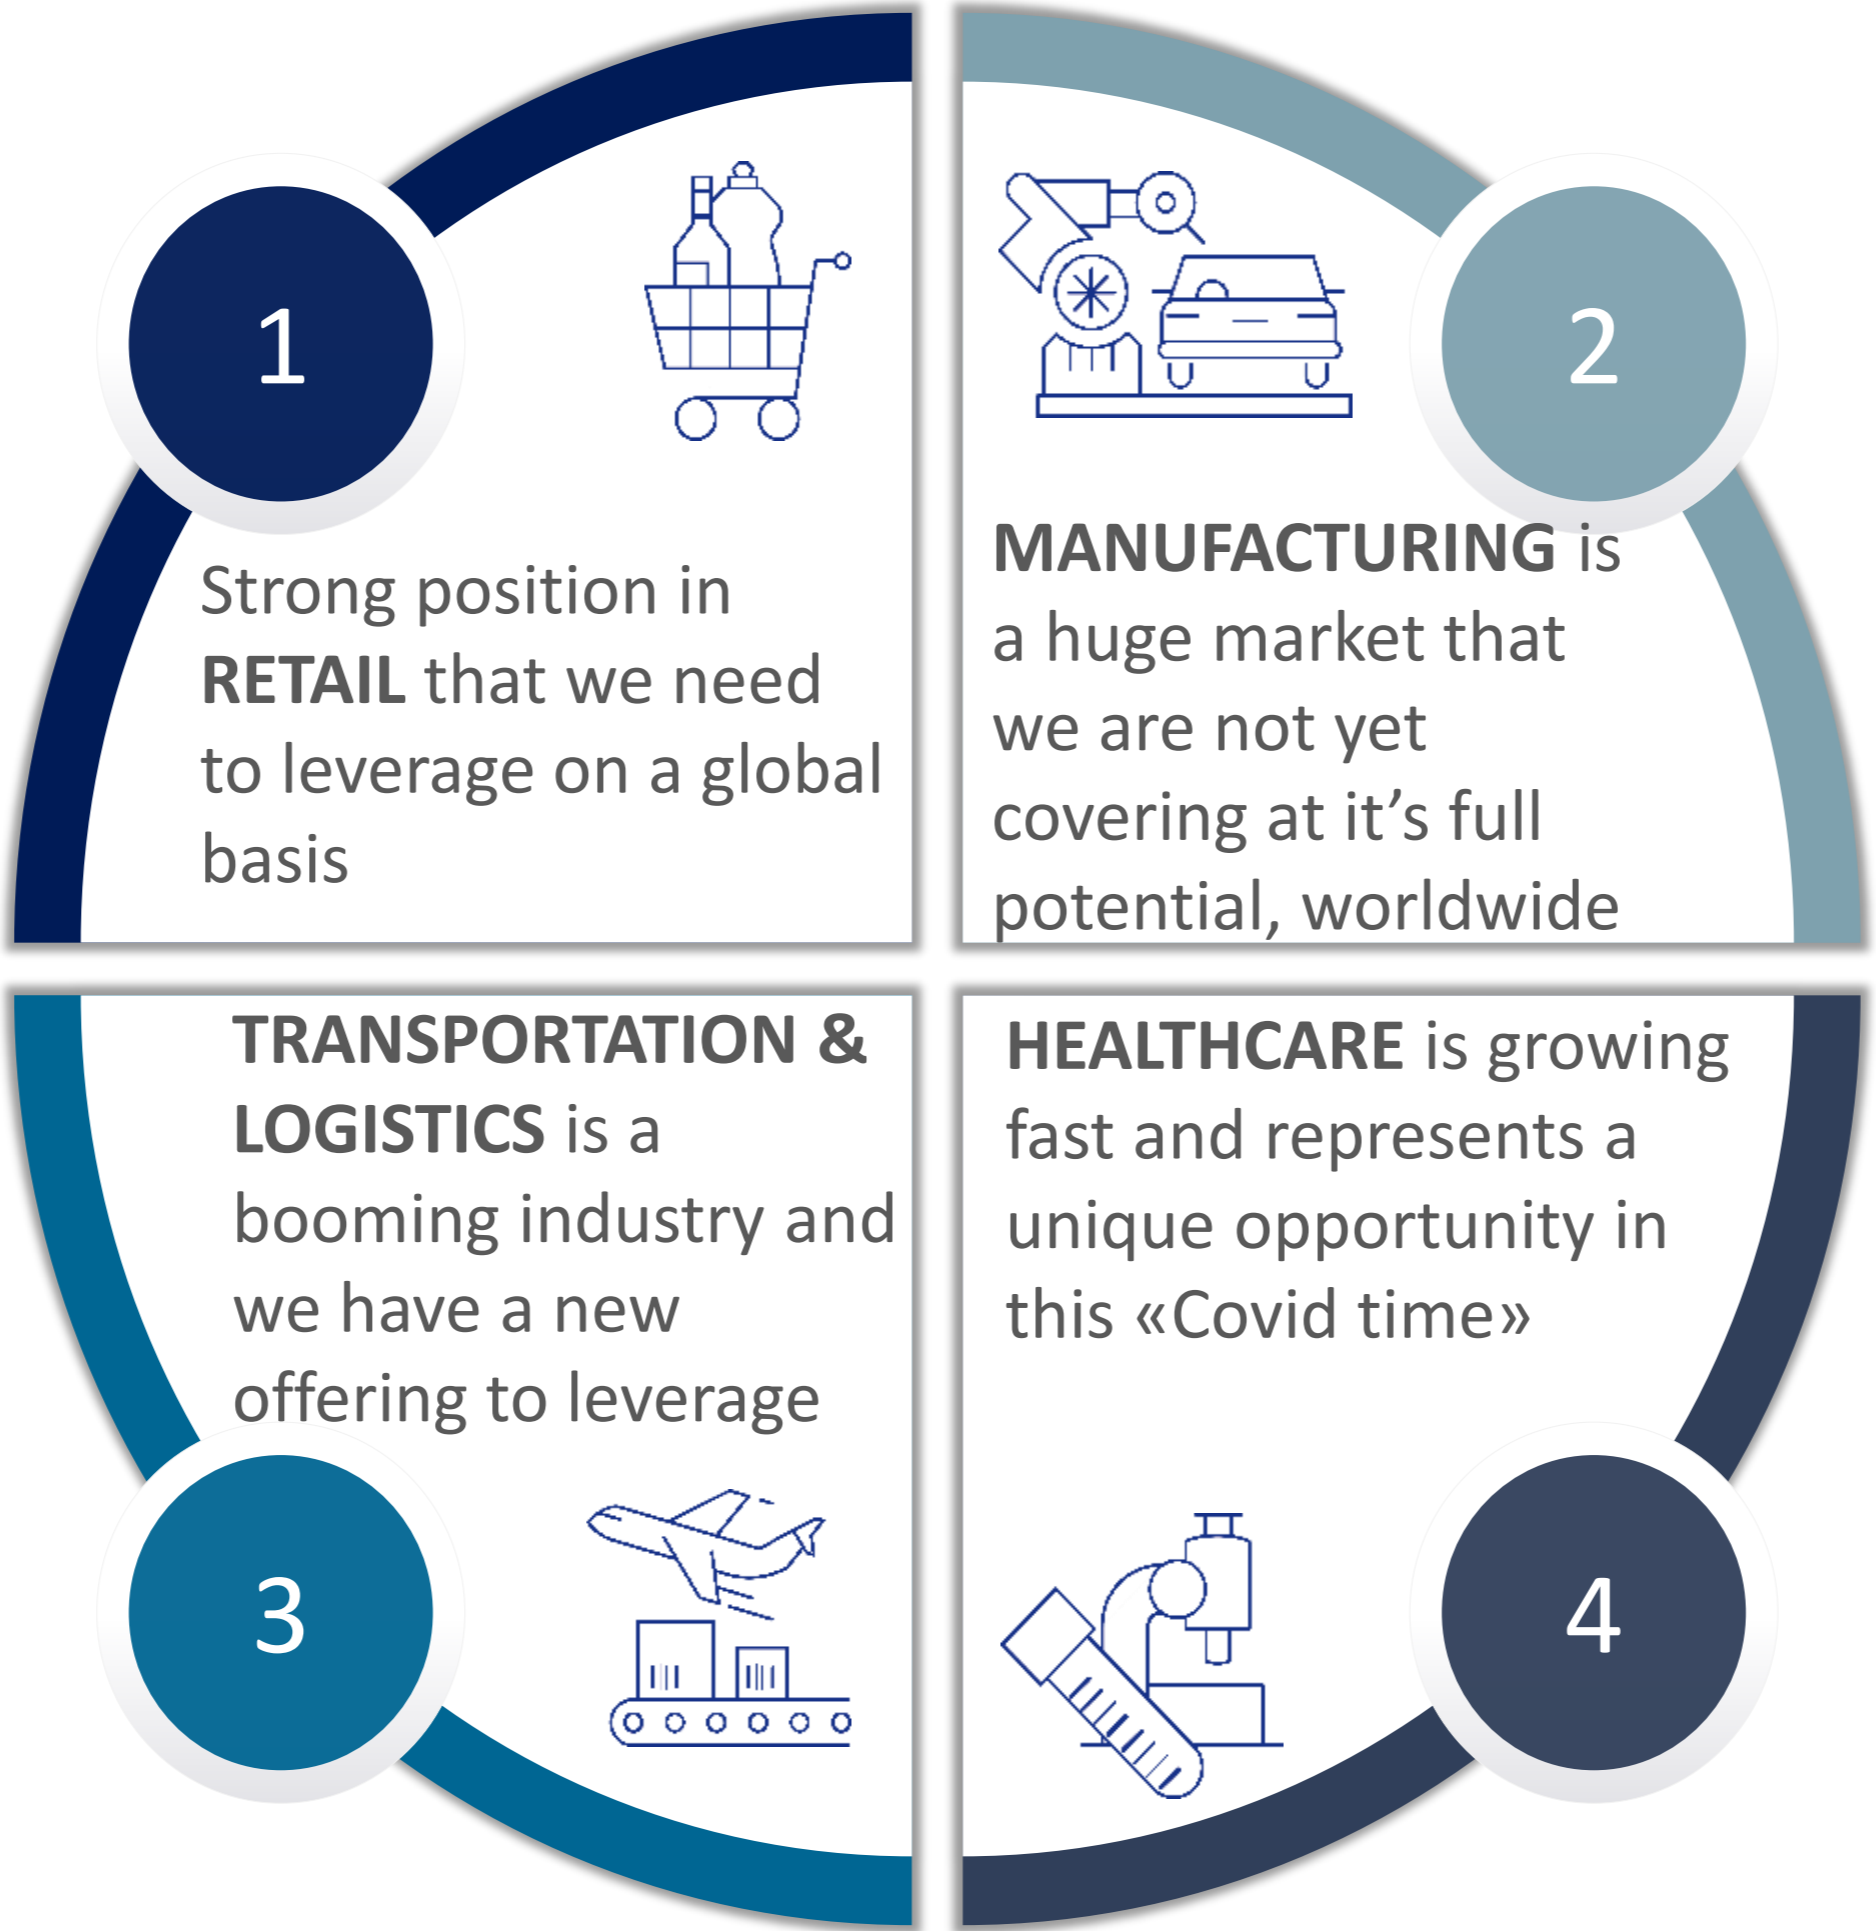 1
Strong position in
RETAIL that we need
to leverage on a global
basis
2
MANUFACTURING is
a huge market that
we are not yet
covering at it’s full
potential, worldwide
TRANSPORTATION &
LOGISTICS is a
booming industry and
we have a new
offering to leverage
3
HEALTHCARE is growing
fast and represents a
unique opportunity in
this «Covid time»
4